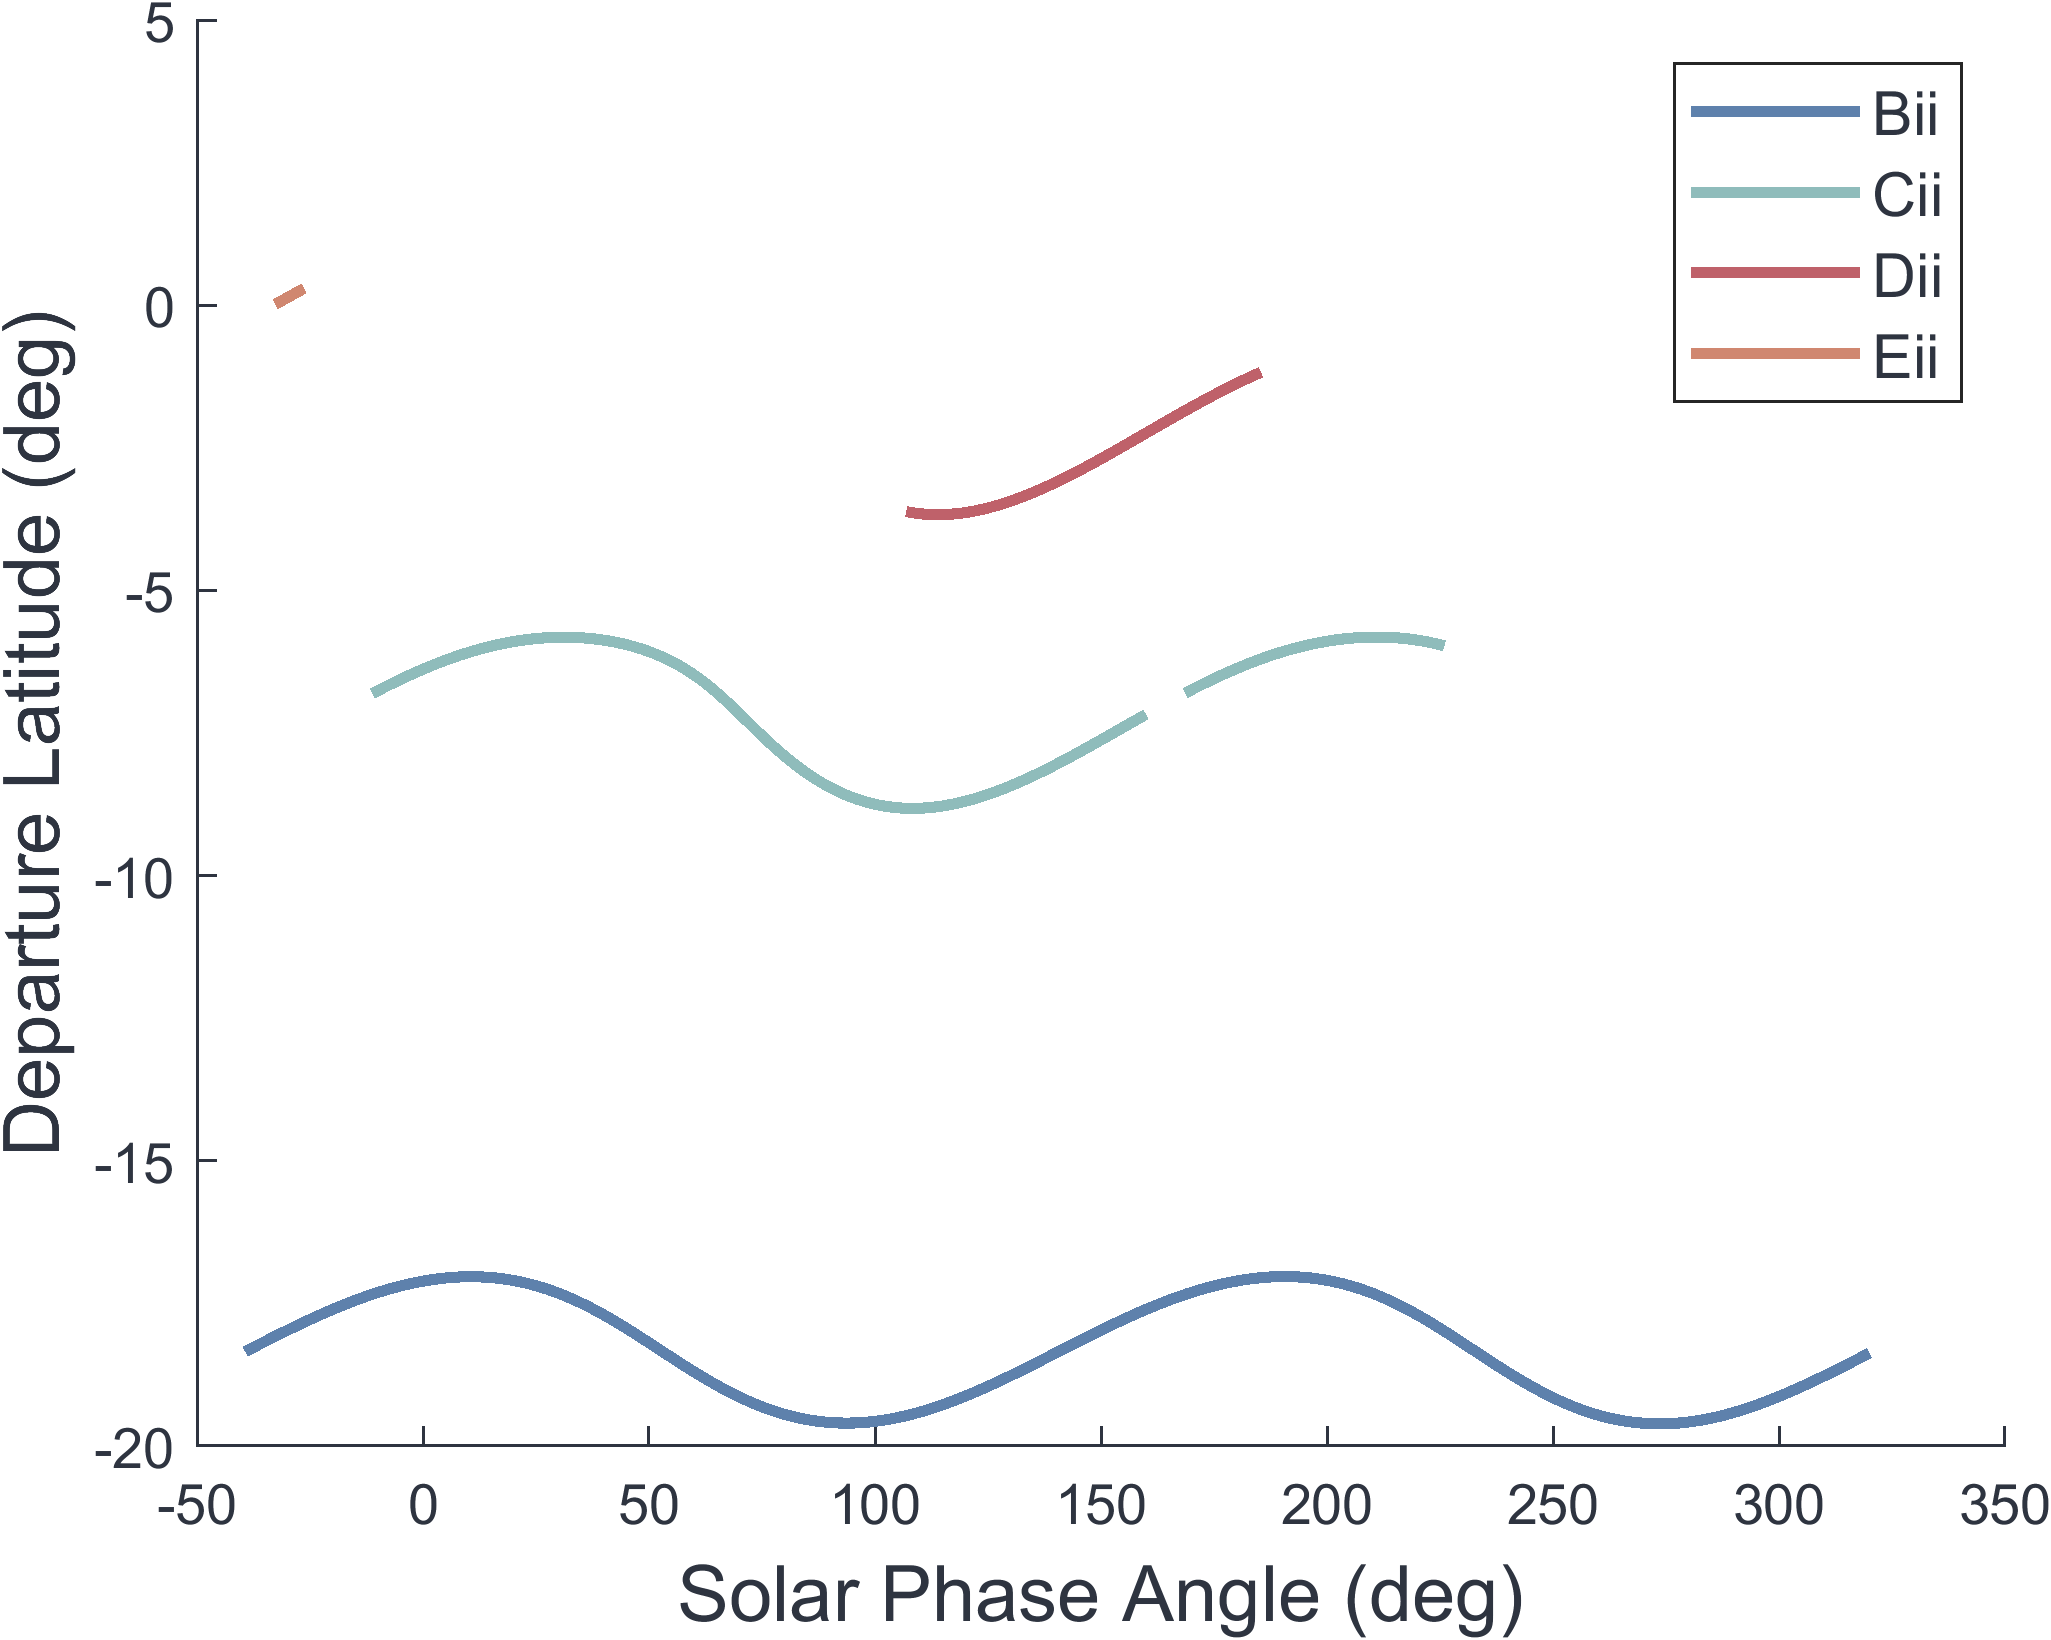 5
0
-5
-10
-15
-20
-50 0 50 100 150 200 250 300 350
Departure Latitude (deg)
Solar Phase Angle (deg)
Bii
Cii
Dii
Eii